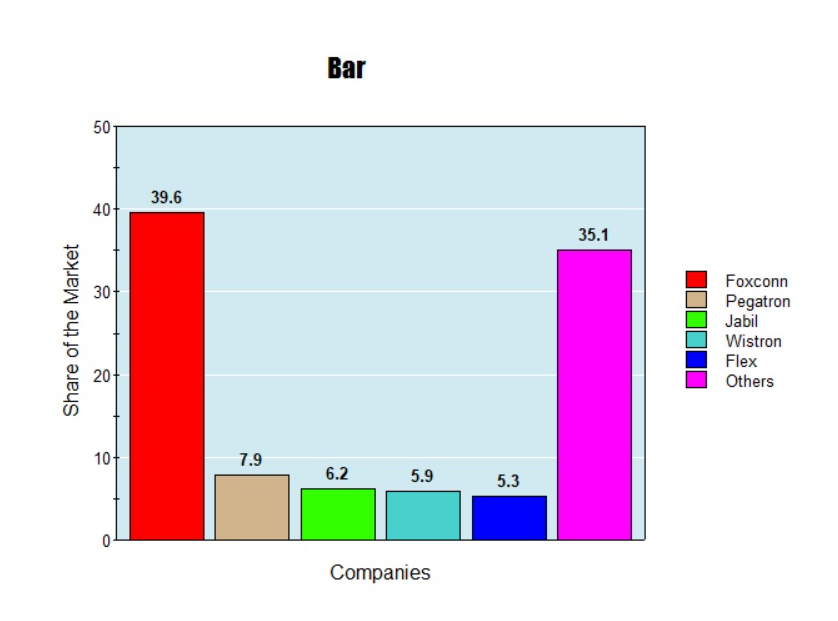 Bar
50
40
30
20
10
0
Share of the Market
39.6
7.9
6.2
5.9
5.3
35.1
Companies
Foxconn
Pegatron
Jabil
Wistron
Flex
Others